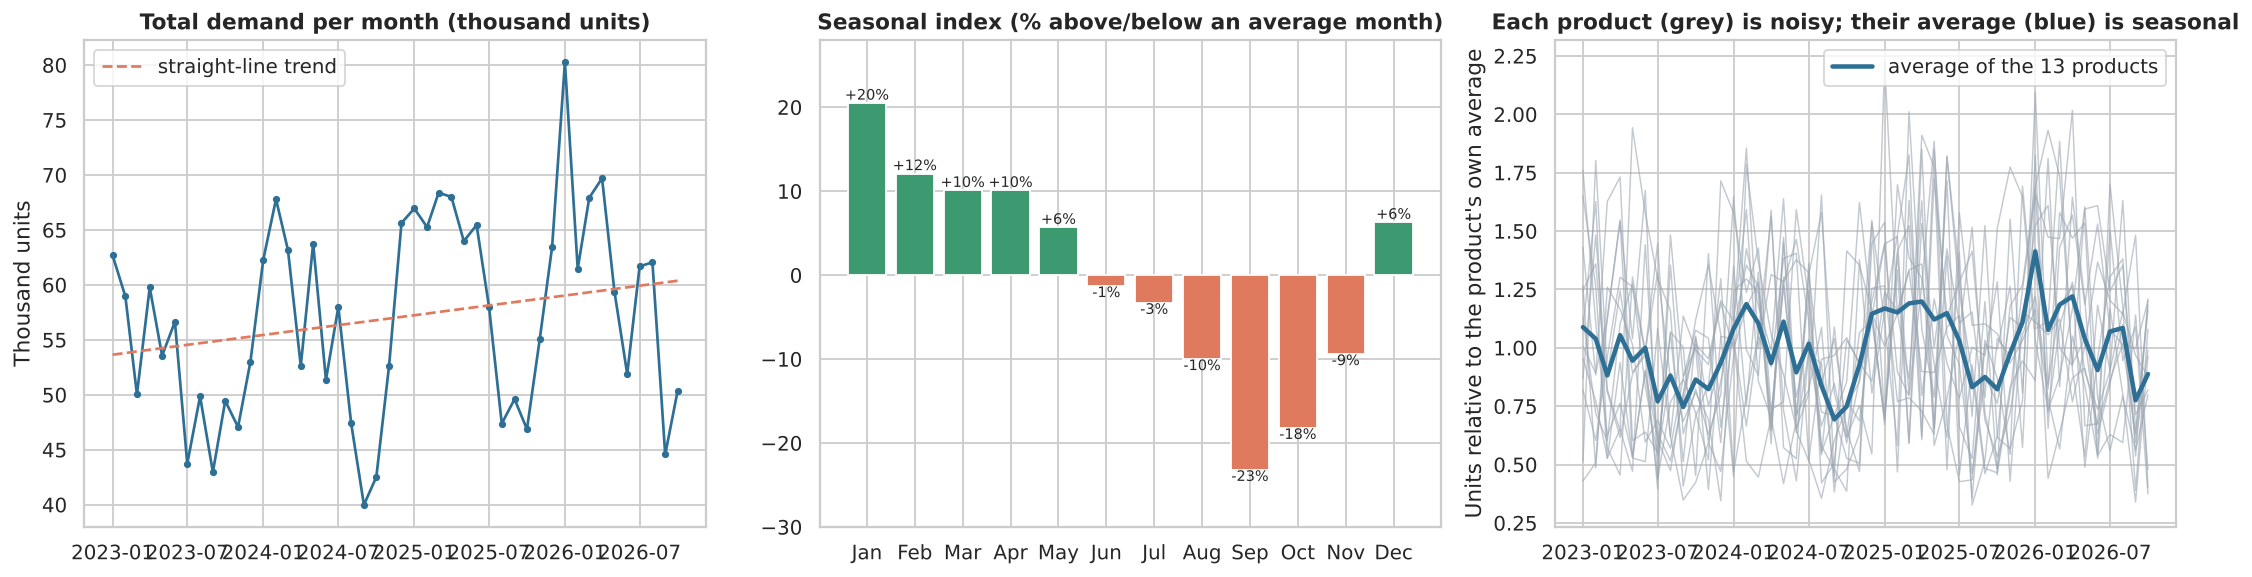 Total demand per month (thousand units)
straight-line trend
Thousand units
80
75
70
65
60
55
50
45
40
2023-01
2023-07
2024-01
2024-07
2025-01
2025-07
2026-01
2026-07
Seasonal index (% above/below an average month)
20
10
0
−10
−20
−30
+20%
+12%
+10%
+10%
+6%
-1%
-3%
-10%
-23%
-18%
-9%
+6%
Jan
Feb
Mar
Apr
May
Jun
Jul
Aug
Sep
Oct
Nov
Dec
Each product (grey) is noisy; their average (blue) is seasonal
average of the 13 products
Units relative to the product's own average
2.25
2.00
1.75
1.50
1.25
1.00
0.75
0.50
0.25
2023-01
2023-07
2024-01
2024-07
2025-01
2025-07
2026-01
2026-07